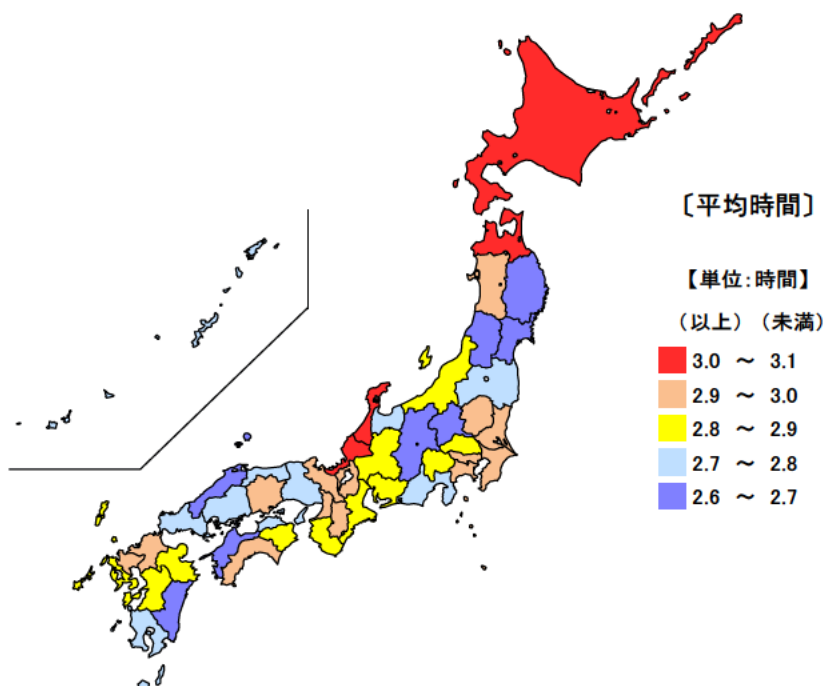 〔平均時間〕
【単位:時間】
（以上）（未満）
3.0 ～ 3.1
2.9 ～ 3.0
2.8 ～ 2.9
2.7 ～ 2.8
2.6 ～ 2.7